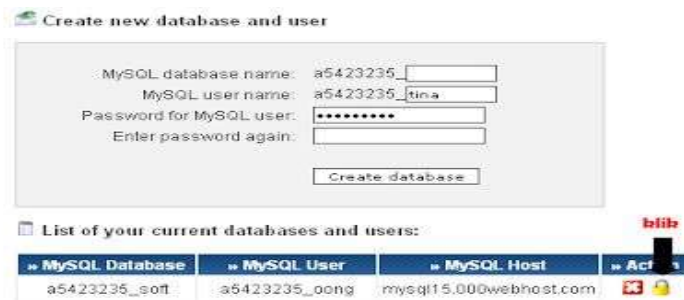 Create new database and user
MySQL database name: a5423235_
MySQL user name: a5423235_tina
Password for MySQL user: •••••••••
Enter password again:
Create database
List of your current databases and users:
blib
» MySQL Database » MySQL User » MySQL Host » Act n
a5423235_soft a5423235_oong mysql15.000webhost.com